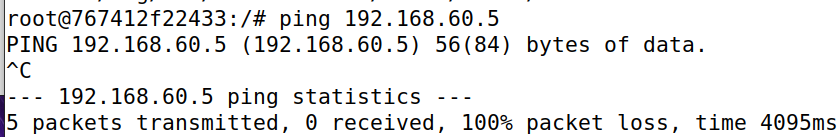 root@767412f22433:/# ping 192.168.60.5
PING 192.168.60.5 (192.168.60.5) 56(84) bytes of data.
^C
--- 192.168.60.5 ping statistics ---
5 packets transmitted, 0 received, 100% packet loss, time 4095ms